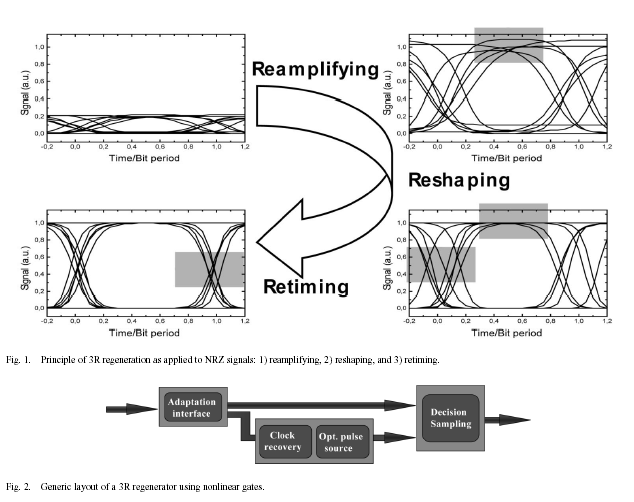 Signal (a.u.)
1,0
0,8
0,6
0,4
0,2
0,0
-0,2 0,0 0,2 0,4 0,6 0,8 1,0 1,2
Time/Bit period
Reamplifying
Signal (a.u.)
1,0
0,8
0,6
0,4
0,2
0,0
-0,2 0,0 0,2 0,4 0,6 0,8 1,0 1,2
Time/Bit period
Reshaping
Signal (a.u.)
1,0
0,8
0,6
0,4
0,2
0,0
-0,2 0,0 0,2 0,4 0,6 0,8 1,0 1,2
Time/Bit period
Retiming
Signal (a.u.)
1,0
0,8
0,6
0,4
0,2
0,0
-0,2 0,0 0,2 0,4 0,6 0,8 1,0 1,2
Time/Bit period
Fig. 1. Principle of 3R regeneration as applied to NRZ signals: 1) reamplifying, 2) reshaping, and 3) retiming.
Adaptation
interface
Clock
recovery
Opt. pulse
source
Decision
Sampling
Fig. 2. Generic layout of a 3R regenerator using nonlinear gates.